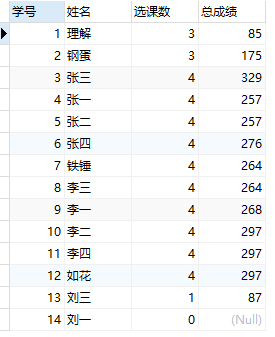 学号 姓名 选课数 总成绩
1 理解 3 85
2 钢蛋 3 175
3 张三 4 329
4 张一 4 257
5 张二 4 257
6 张四 4 276
7 铁锤 4 264
8 李三 4 264
9 李一 4 268
10 李二 4 297
11 李四 4 297
12 如花 4 297
13 刘三 1 87
14 刘一 0 (Null)